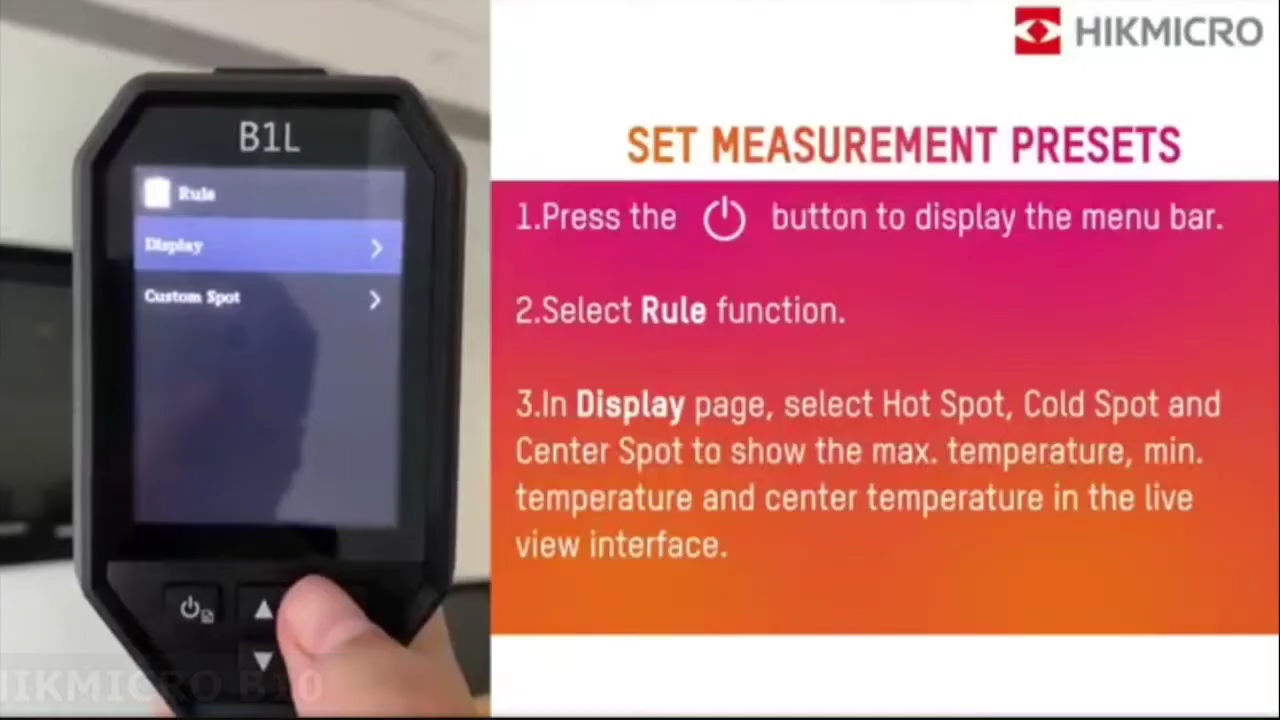 HIKMICRO
B1L
Rule
Display
Custom Spot
SET MEASUREMENT PRESETS
1.Press the button to display the menu bar.
2.Select Rule function.
3.In Display page, select Hot Spot, Cold Spot and
Center Spot to show the max. temperature, min.
temperature and center temperature in the live
view interface.
HIKMICRO B10